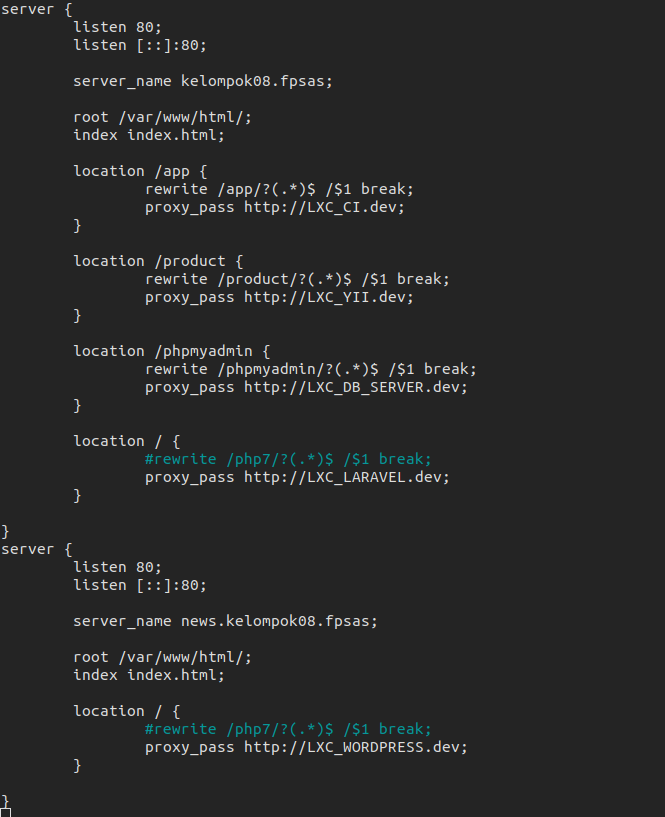 server {
        listen 80;
        listen [::]:80;

        server_name kelompok08.fpsas;

        root /var/www/html/;
        index index.html;

        location /app {
                rewrite /app/?(.*)$ /$1 break;
                proxy_pass http://LXC_CI.dev;
        }

        location /product {
                rewrite /product/?(.*)$ /$1 break;
                proxy_pass http://LXC_YII.dev;
        }

        location /phpmyadmin {
                rewrite /phpmyadmin/?(.*)$ /$1 break;
                proxy_pass http://LXC_DB_SERVER.dev;
        }

        location / {
                #rewrite /php7/?(.*)$ /$1 break;
                proxy_pass http://LXC_LARAVEL.dev;
        }

}
server {
        listen 80;
        listen [::]:80;

        server_name news.kelompok08.fpsas;

        root /var/www/html/;
        index index.html;

        location / {
                #rewrite /php7/?(.*)$ /$1 break;
                proxy_pass http://LXC_WORDPRESS.dev;
        }

}